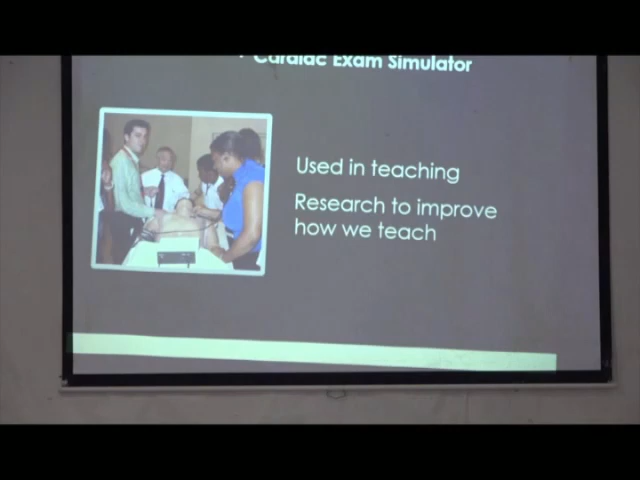 Cardiac Exam Simulator
Used in teaching
Research to improve
how we teach